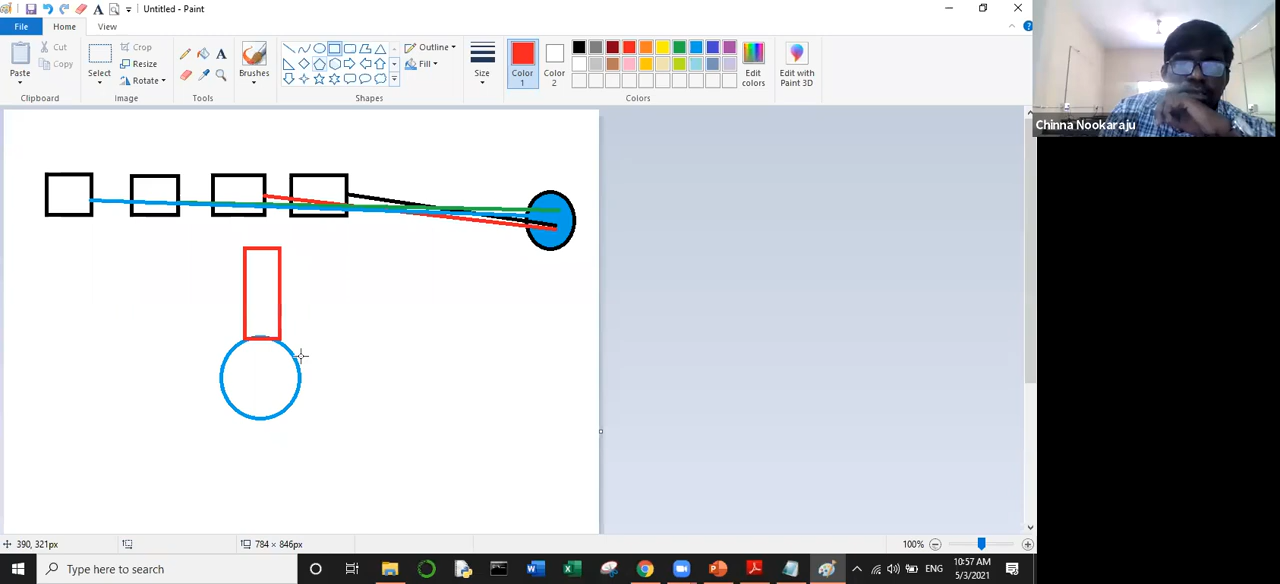 Untitled - Paint
File Home View
Cut
Copy
Paste
Clipboard
Crop
Resize
Rotate
Select
Image
Tools
Brushes
Outline
Fill
Shapes
Size
Color 1
Color 2
Edit colors
Colors
Edit with Paint 3D
Chinna Nookaraju
390, 321px
784 × 846px
100%
Type here to search
ENG
10:57 AM
5/3/2021